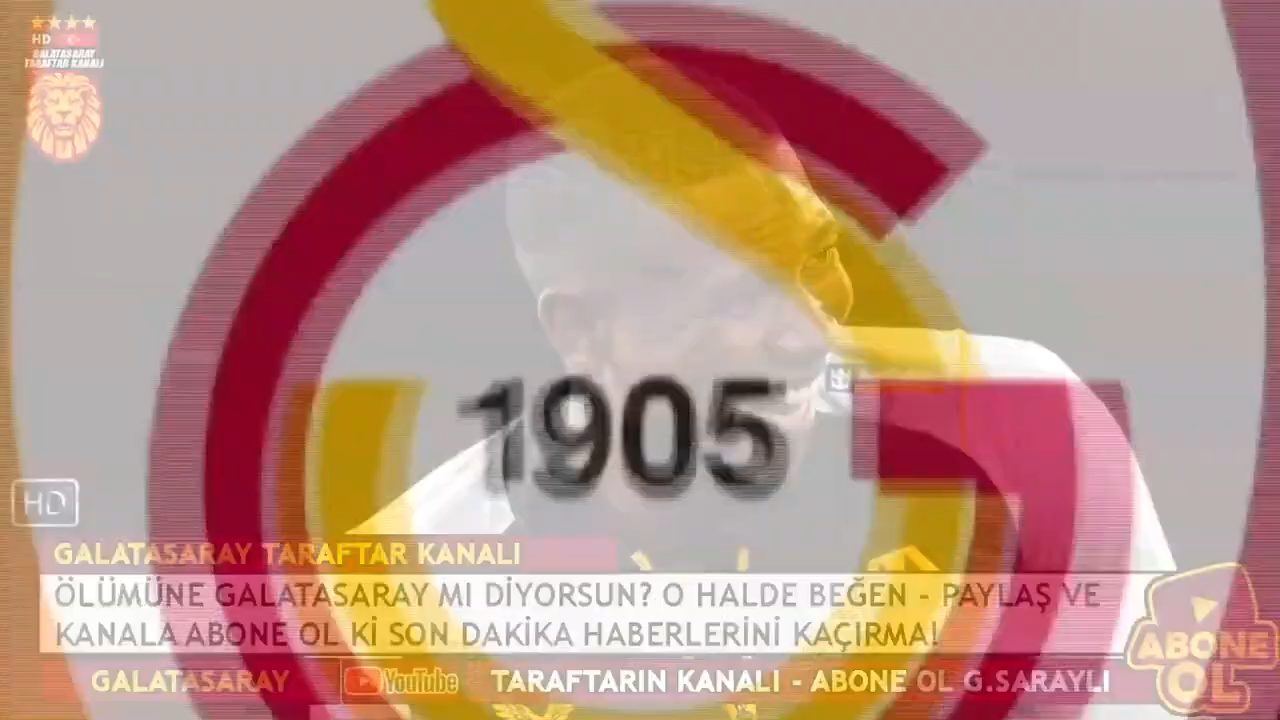 HD
GALATASARAY
TARAFTAR KANALI
1905
HD
GALATASARAY TARAFTAR KANALI
ÖLÜMÜNE GALATASARAY MI DİYORSUN? O HALDE BEĞEN - PAYLAŞ VE
KANALA ABONE OL Kİ SON DAKİKA HABERLERİNİ KAÇIRMA!
ABONE
OL
GALATASARAY YouTube TARAFTARIN KANALI - ABONE OL G.SARAYLI